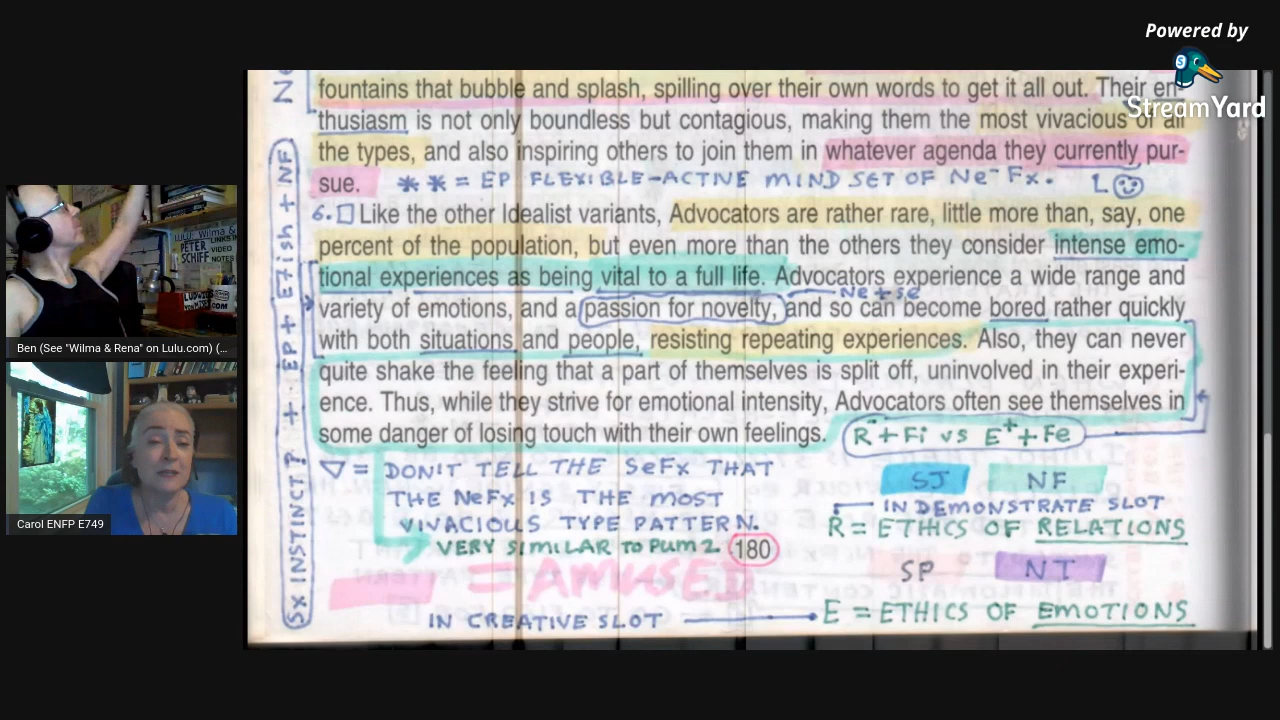 Powered by
StreamYard
fountains that bubble and splash, spilling over their own words to get it all out. Their en-
thusiasm is not only boundless but contagious, making them the most vivacious of all
the types, and also inspiring others to join them in whatever agenda they currently pur-
sue. ** = EP FLEXIBLE-ACTIVE MIND SET OF Ne-Fx. L
6. □ Like the other Idealist variants, Advocators are rather rare, little more than, say, one
percent of the population, but even more than the others they consider intense emo-
tional experiences as being vital to a full life. Advocators experience a wide range and
Ne+se
variety of emotions, and a passion for novelty, and so can become bored rather quickly
with both situations and people, resisting repeating experiences. Also, they can never
quite shake the feeling that a part of themselves is split off, uninvolved in their experi-
ence. Thus, while they strive for emotional intensity, Advocators often see themselves in
some danger of losing touch with their own feelings. R-+Fi vs E++Fe
▽ = DON'T TELL THE SeFx THAT
THE NeFx IS THE MOST
VIVACIOUS TYPE PATTERN.
VERY SIMILAR TO PUM 2 180
= AMUSED
IN CREATIVE SLOT
SJ NF
IN DEMONSTRATE SLOT
R = ETHICS OF RELATIONS
SP NT
E = ETHICS OF EMOTIONS
Sx INSTINCT? + EP + E7ish + NF
PETER
SCHIFF
LINKS
VIDEO
NOTES
Ben (See "Wilma & Rena" on Lulu.com) (…
Carol ENFP E749